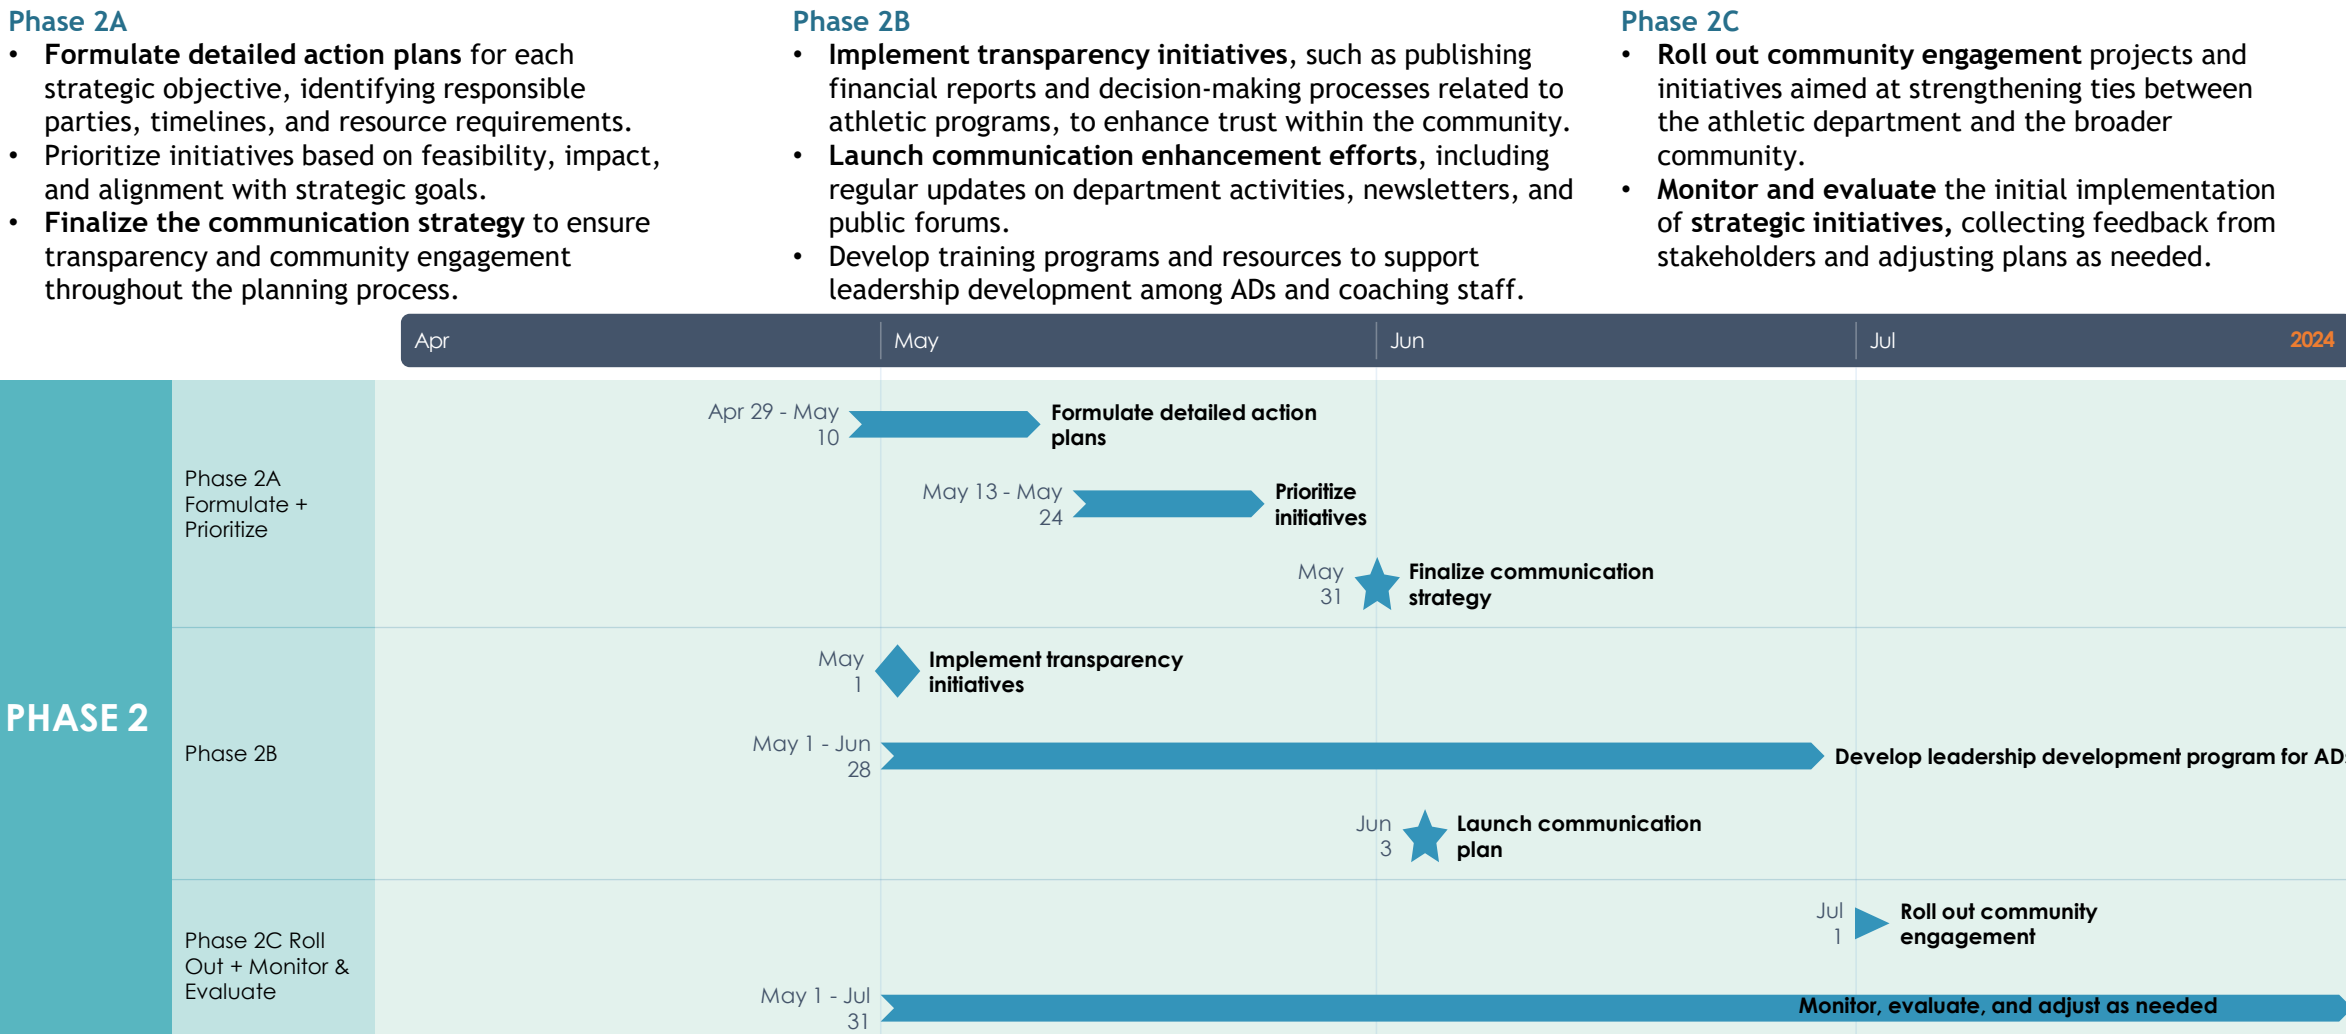 Phase 2A
• Formulate detailed action plans for each
strategic objective, identifying responsible
parties, timelines, and resource requirements.
• Prioritize initiatives based on feasibility, impact,
and alignment with strategic goals.
• Finalize the communication strategy to ensure
transparency and community engagement
throughout the planning process.
Phase 2B
• Implement transparency initiatives, such as publishing
financial reports and decision-making processes related to
athletic programs, to enhance trust within the community.
• Launch communication enhancement efforts, including
regular updates on department activities, newsletters, and
public forums.
• Develop training programs and resources to support
leadership development among ADs and coaching staff.
Phase 2C
• Roll out community engagement projects and
initiatives aimed at strengthening ties between
the athletic department and the broader
community.
• Monitor and evaluate the initial implementation
of strategic initiatives, collecting feedback from
stakeholders and adjusting plans as needed.
Apr May Jun Jul 2024
PHASE 2
Phase 2A
Formulate +
Prioritize
Apr 29 - May
10
Formulate detailed action
plans
May 13 - May
24
Prioritize
initiatives
May
31
Finalize communication
strategy
Phase 2B
May
1
Implement transparency
initiatives
May 1 - Jun
28
Develop leadership development program for ADs
Jun
3
Launch communication
plan
Phase 2C Roll
Out + Monitor &
Evaluate
Jul
1
Roll out community
engagement
May 1 - Jul
31
Monitor, evaluate, and adjust as needed